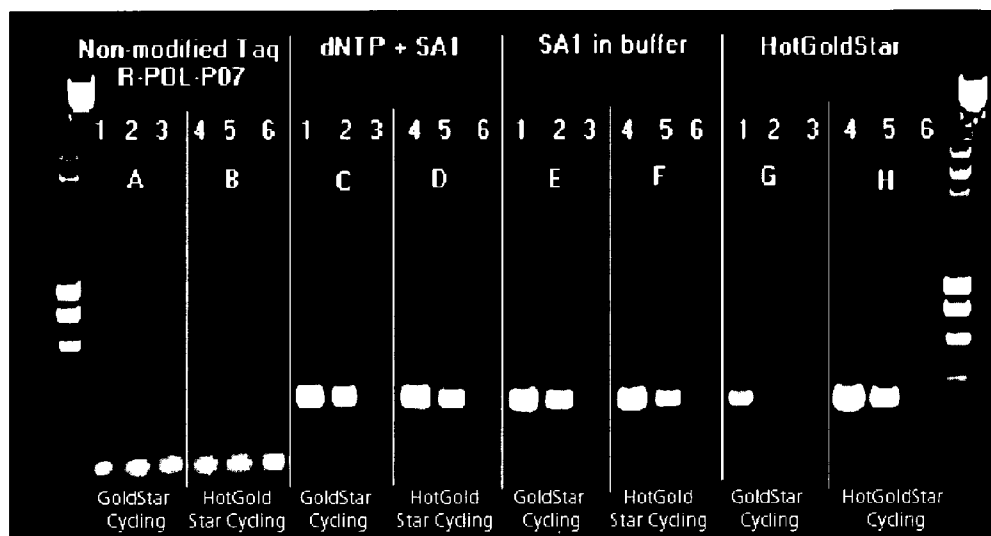 Non-modified Taq dNTP + SA1 SA1 in buffer HotGoldStar
R-POL-P07
1 2 3 4 5 6 1 2 3 4 5 6 1 2 3 4 5 6 1 2 3 4 5 6
A B C D E F G H
GoldStar HotGold GoldStar HotGold GoldStar HotGold GoldStar HotGoldStar
Cycling Star Cycling Cycling Star Cycling Cycling Star Cycling Cycling Cycling